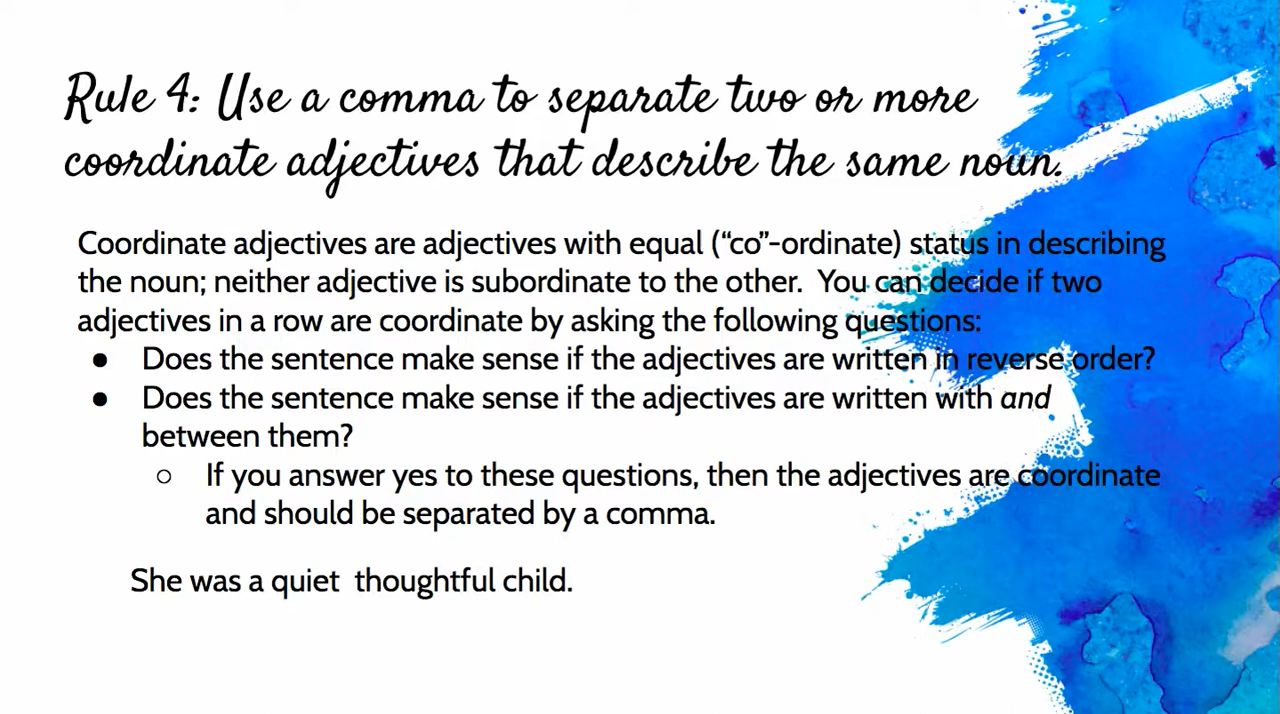 Rule 4: Use a comma to separate two or more
coordinate adjectives that describe the same noun.
Coordinate adjectives are adjectives with equal (“co”-ordinate) status in describing
the noun; neither adjective is subordinate to the other.  You can decide if two
adjectives in a row are coordinate by asking the following questions:
● Does the sentence make sense if the adjectives are written in reverse order?
● Does the sentence make sense if the adjectives are written with and
between them?
○ If you answer yes to these questions, then the adjectives are coordinate
and should be separated by a comma.
She was a quiet  thoughtful child.